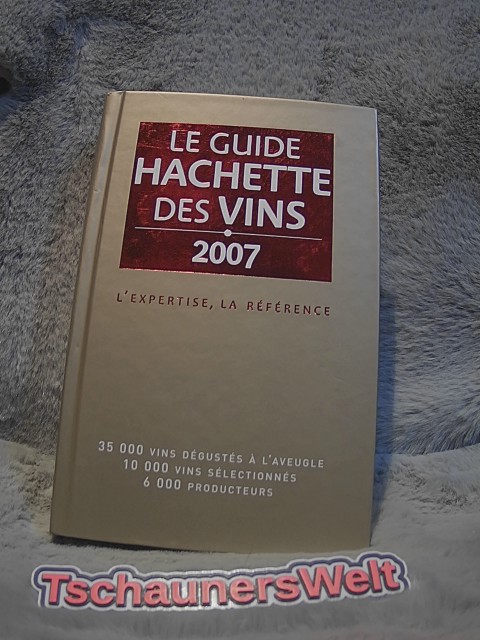 LE GUIDE
HACHETTE
DES VINS
2007
L'EXPERTISE, LA RÉFÉRENCE
35 000 VINS DÉGUSTÉS À L'AVEUGLE
10 000 VINS SÉLECTIONNÉS
6 000 PRODUCTEURS
TschaunersWelt